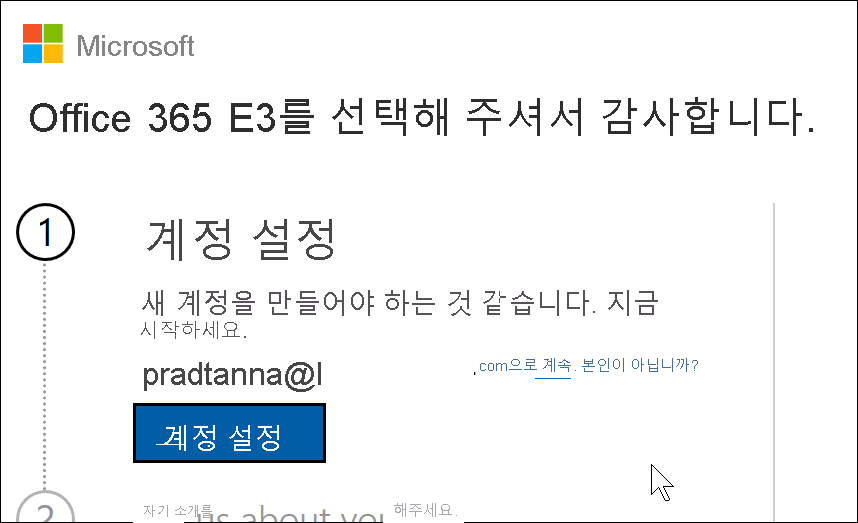 Microsoft
Office 365 E3를 선택해 주셔서 감사합니다.
1
계정 설정
새 계정을 만들어야 하는 것 같습니다. 지금
시작하세요.
pradtanna@l .com으로 계속. 본인이 아닙니까?
계정 설정
2
자기 소개를 us about you 해주세요.